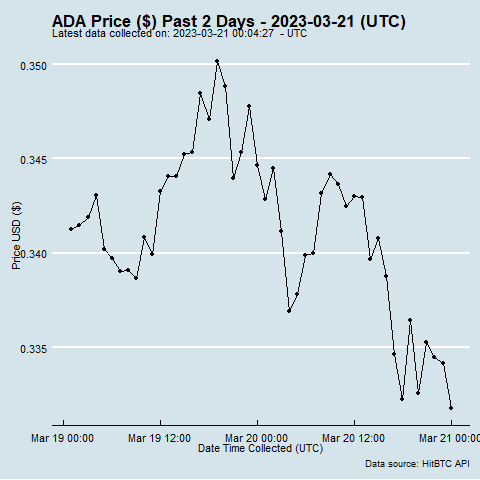 ADA Price ($) Past 2 Days - 2023-03-21 (UTC)
Latest data collected on: 2023-03-21 00:04:27 - UTC
0.350
0.345
0.340
0.335
Price USD ($)
Mar 19 00:00 Mar 19 12:00 Mar 20 00:00 Mar 20 12:00 Mar 21 00:00
Date Time Collected (UTC)
Data source: HitBTC API